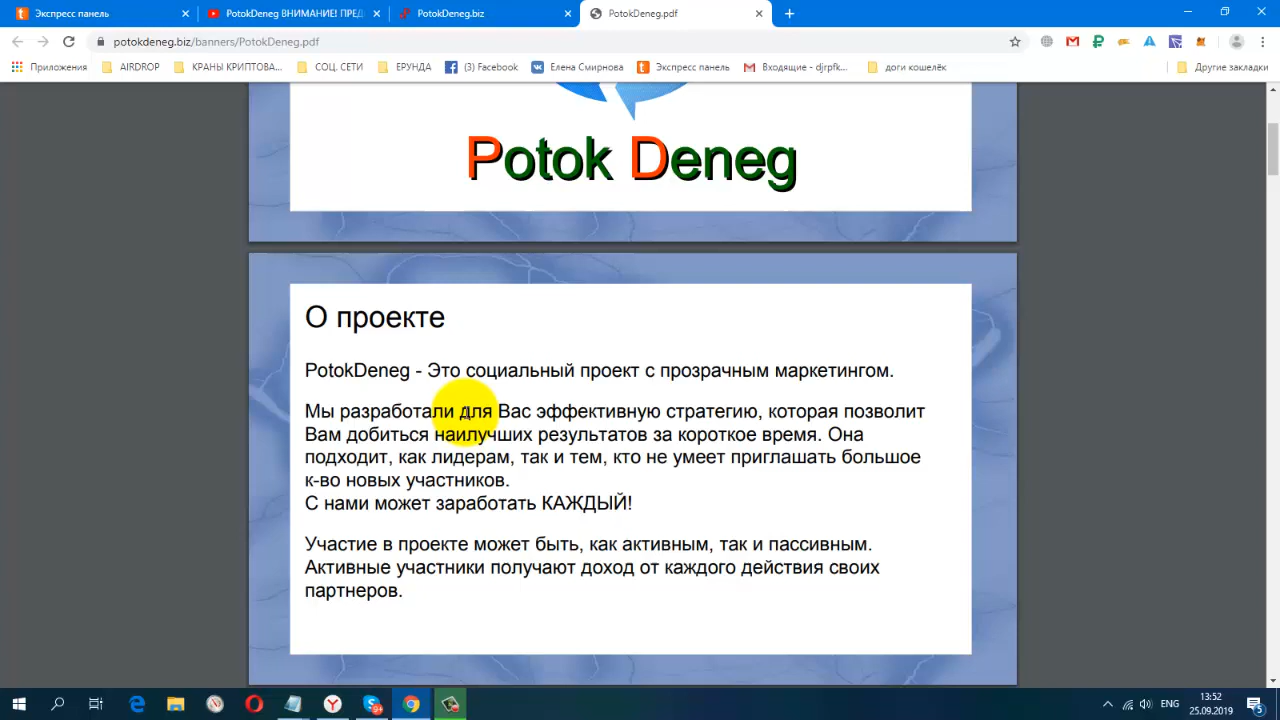 Экспресс панель
PotokDeneg ВНИМАНИЕ! ПРЕД
PotokDeneg.biz
PotokDeneg.pdf
potokdeneg.biz/banners/PotokDeneg.pdf
Приложения
AIRDROP
КРАНЫ КРИПТОВА...
СОЦ. СЕТИ
ЕРУНДА
(3) Facebook
Елена Смирнова
Экспресс панель
Входящие - djrpfk...
доги кошелёк
Другие закладки
Potok Deneg
О проекте
PotokDeneg - Это социальный проект с прозрачным маркетингом.
Мы разработали для Вас эффективную стратегию, которая позволит
Вам добиться наилучших результатов за короткое время. Она
подходит, как лидерам, так и тем, кто не умеет приглашать большое
к-во новых участников.
С нами может заработать КАЖДЫЙ!
Участие в проекте может быть, как активным, так и пассивным.
Активные участники получают доход от каждого действия своих
партнеров.
ENG
13:52
25.09.2019